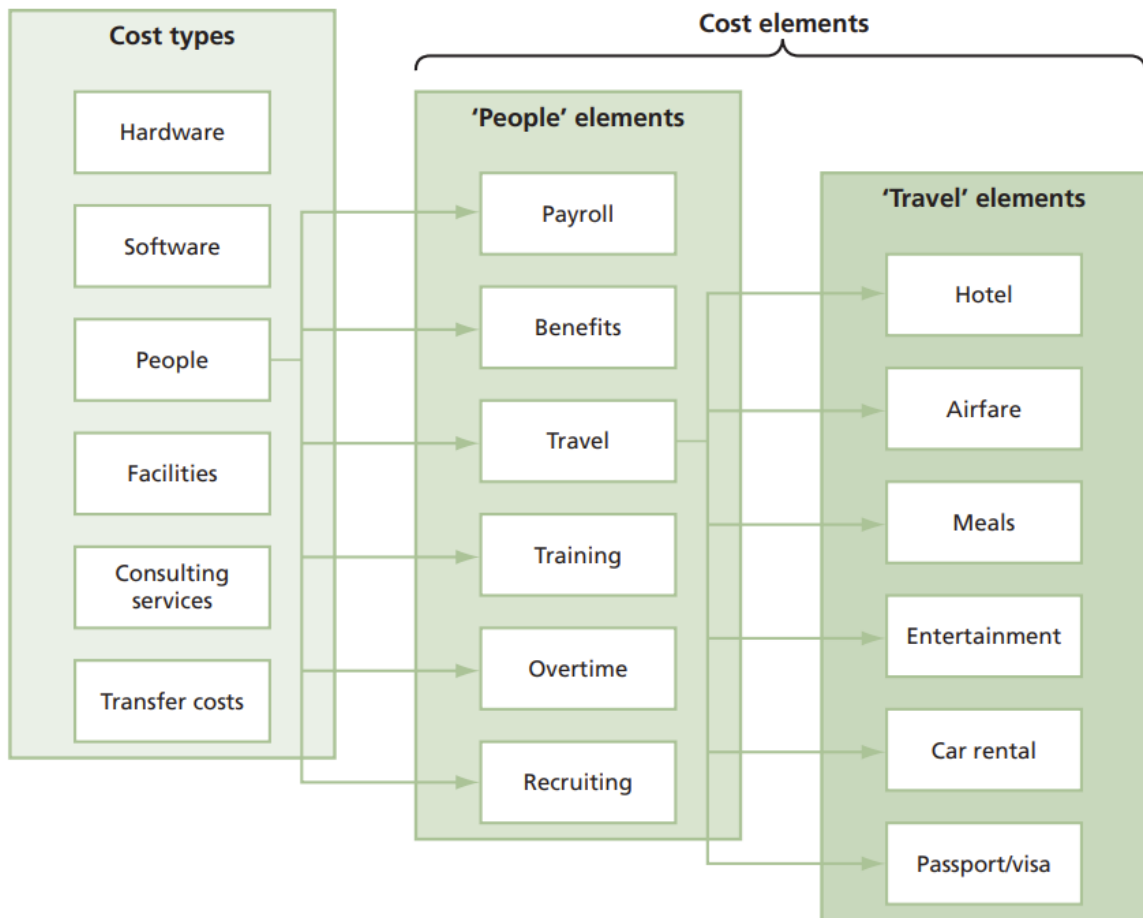 Cost types
Hardware
Software
People
Facilities
Consulting
services
Transfer costs
Cost elements
‘People’ elements
Payroll
Benefits
Travel
Training
Overtime
Recruiting
‘Travel’ elements
Hotel
Airfare
Meals
Entertainment
Car rental
Passport/visa